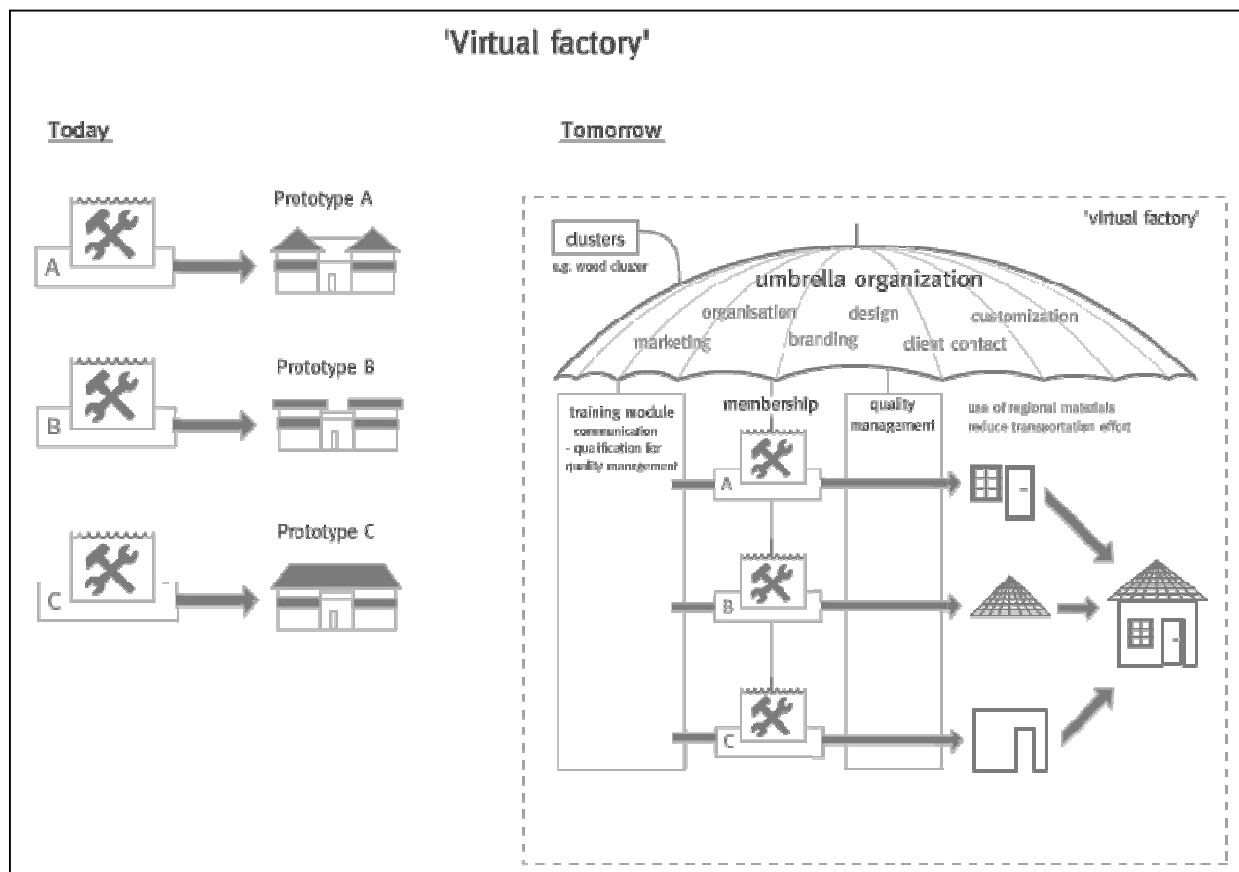 'Virtual factory'
Today
Tomorrow
A
Prototype A
B
Prototype B
C
Prototype C
'virtual factory'
clusters
e.g. wood cluster
umbrella organization
organisation
design
customization
marketing
branding
client contact
training module
communication
- qualification for
quality management
membership
quality
management
use of regional materials
reduce transportation effort
A
B
C